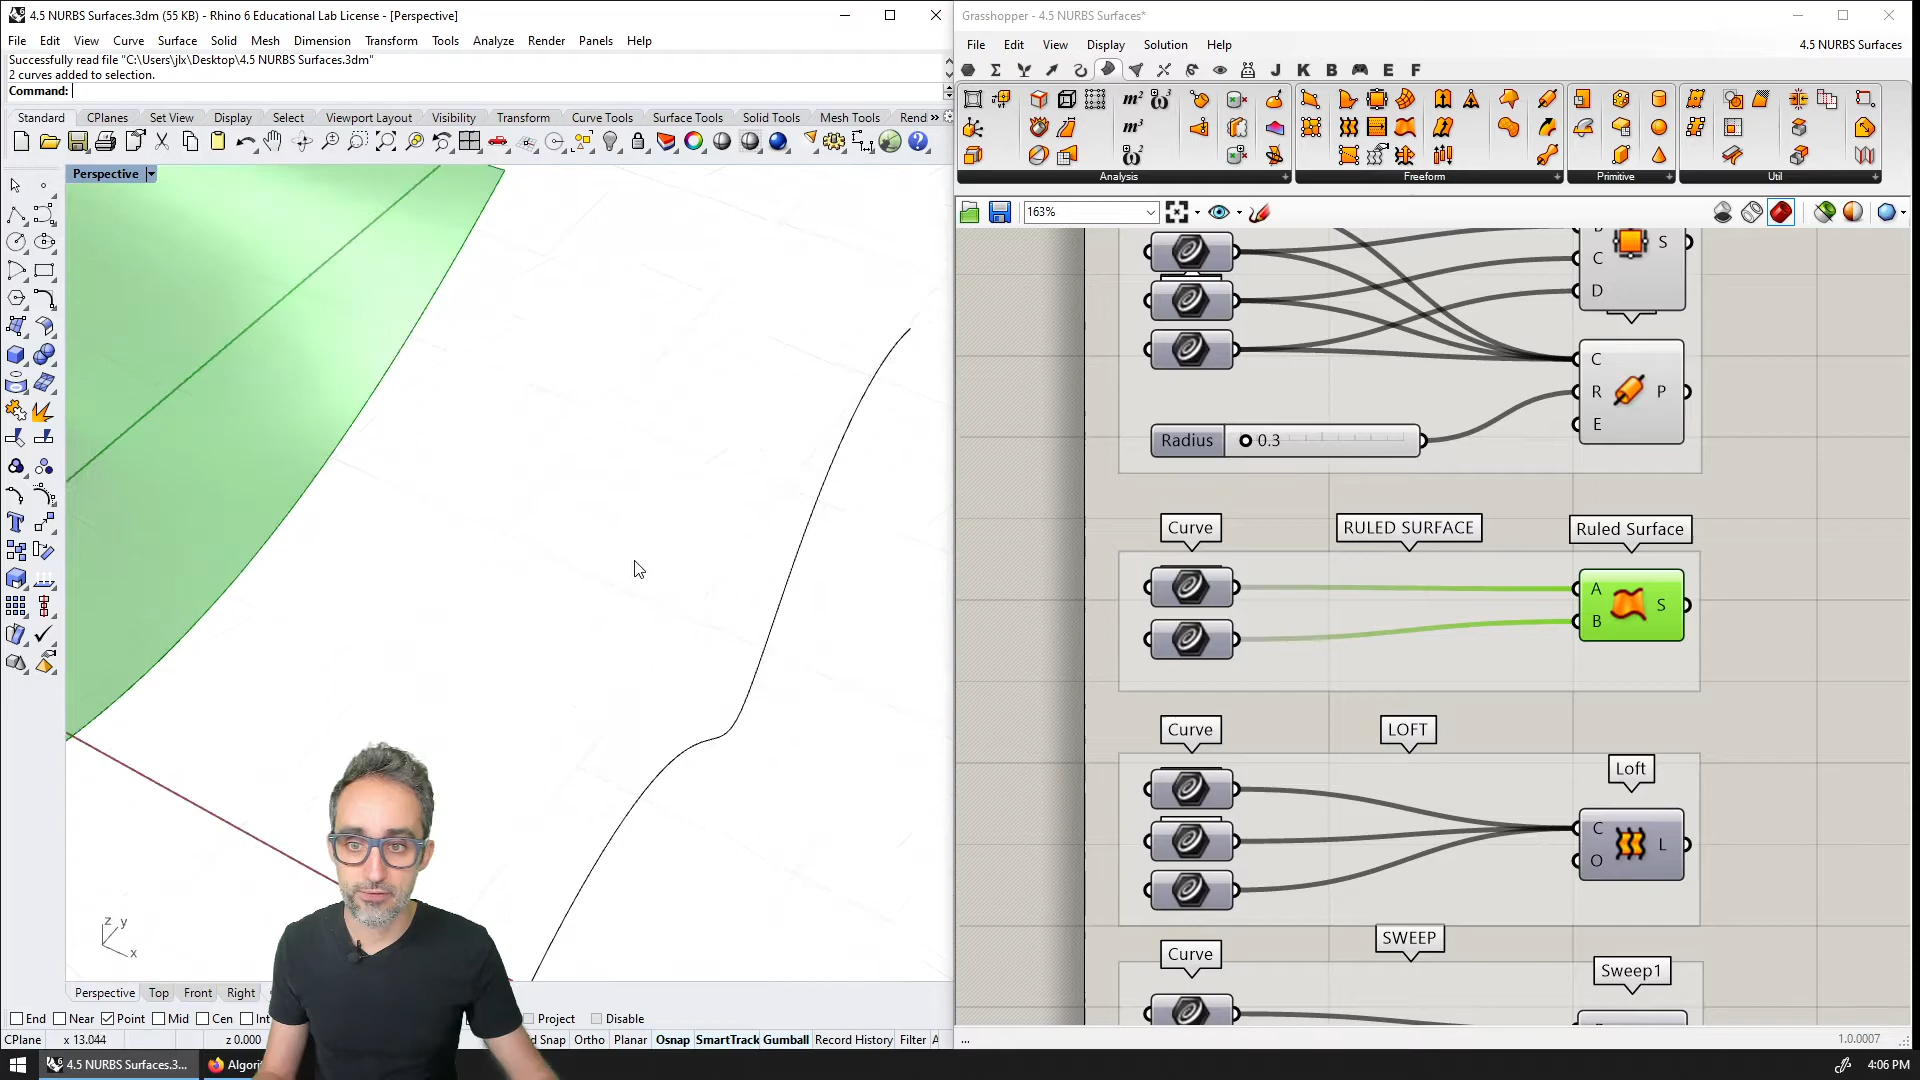 4.5 NURBS Surfaces.3dm (55 KB) - Rhino 6 Educational Lab License - [Perspective]
File Edit View Curve Surface Solid Mesh Dimension Transform Tools Analyze Render Panels Help
Successfully read file "C:\Users\jlx\Desktop\4.5 NURBS Surfaces.3dm"
2 curves added to selection.
Command:
Standard CPlanes Set View Display Select Viewport Layout Visibility Transform Curve Tools Surface Tools Solid Tools Mesh Tools Rend »
Perspective
z y
x
Perspective Top Front Right
End Near Point Mid Cen Int Project Disable
CPlane x 13.044 z 0.000 d Snap Ortho Planar Osnap SmartTrack Gumball Record History Filter A
Grasshopper - 4.5 NURBS Surfaces*
File Edit View Display Solution Help 4.5 NURBS Surfaces
J K B E F
m² ω³
m³
ω²
Analysis Freeform Primitive Util
163%
S
C
D
C
R P
E
Radius 0.3
Curve RULED SURFACE Ruled Surface
A
S
B
Curve LOFT
Loft
C
L
O
SWEEP
Curve
Sweep1
... 1.0.0007
4.5 NURBS Surfaces.3... Algori 4:06 PM